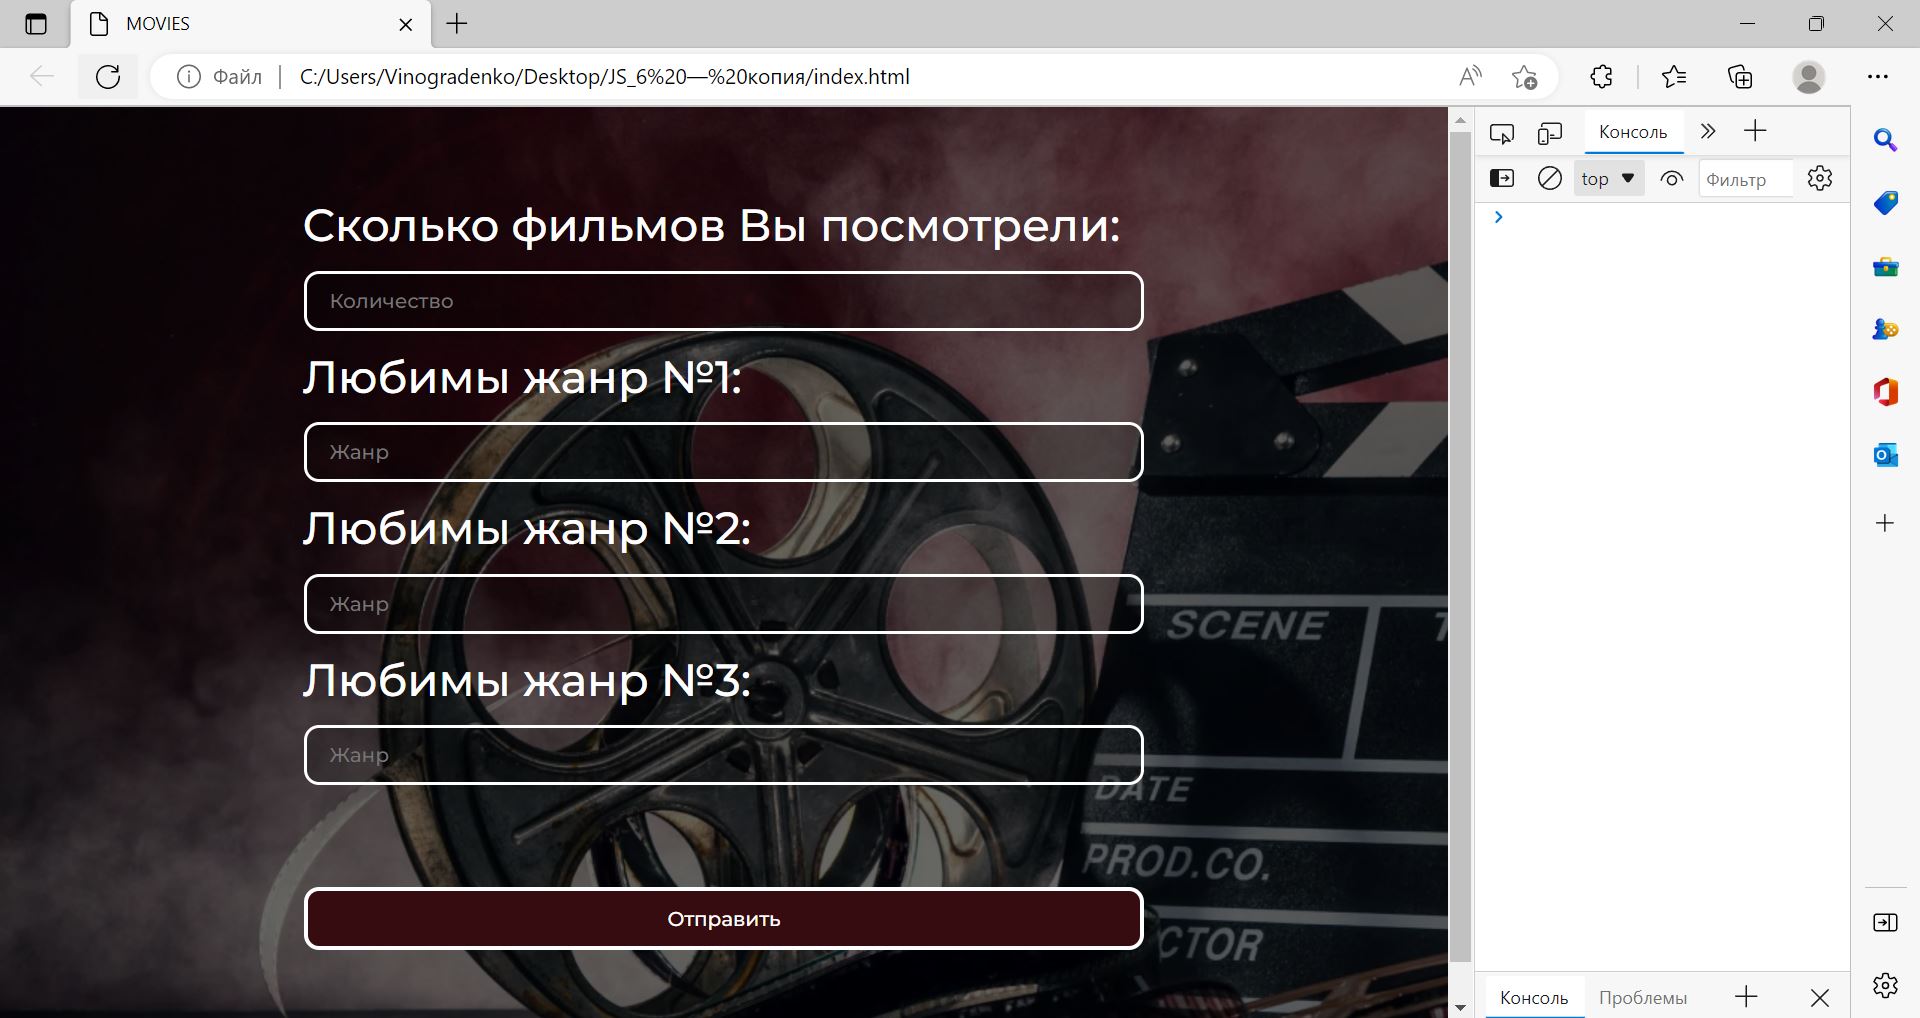 MOVIES
Файл
C:/Users/Vinogradenko/Desktop/JS_6%20—%20копия/index.html
Сколько фильмов Вы посмотрели:
Количество
Любимы жанр №1:
Жанр
Любимы жанр №2:
Жанр
Любимы жанр №3:
Жанр
Отправить
SCENE
T
DATE
PROD.CO.
CTOR
Консоль
top
Фильтр
Консоль
Проблемы